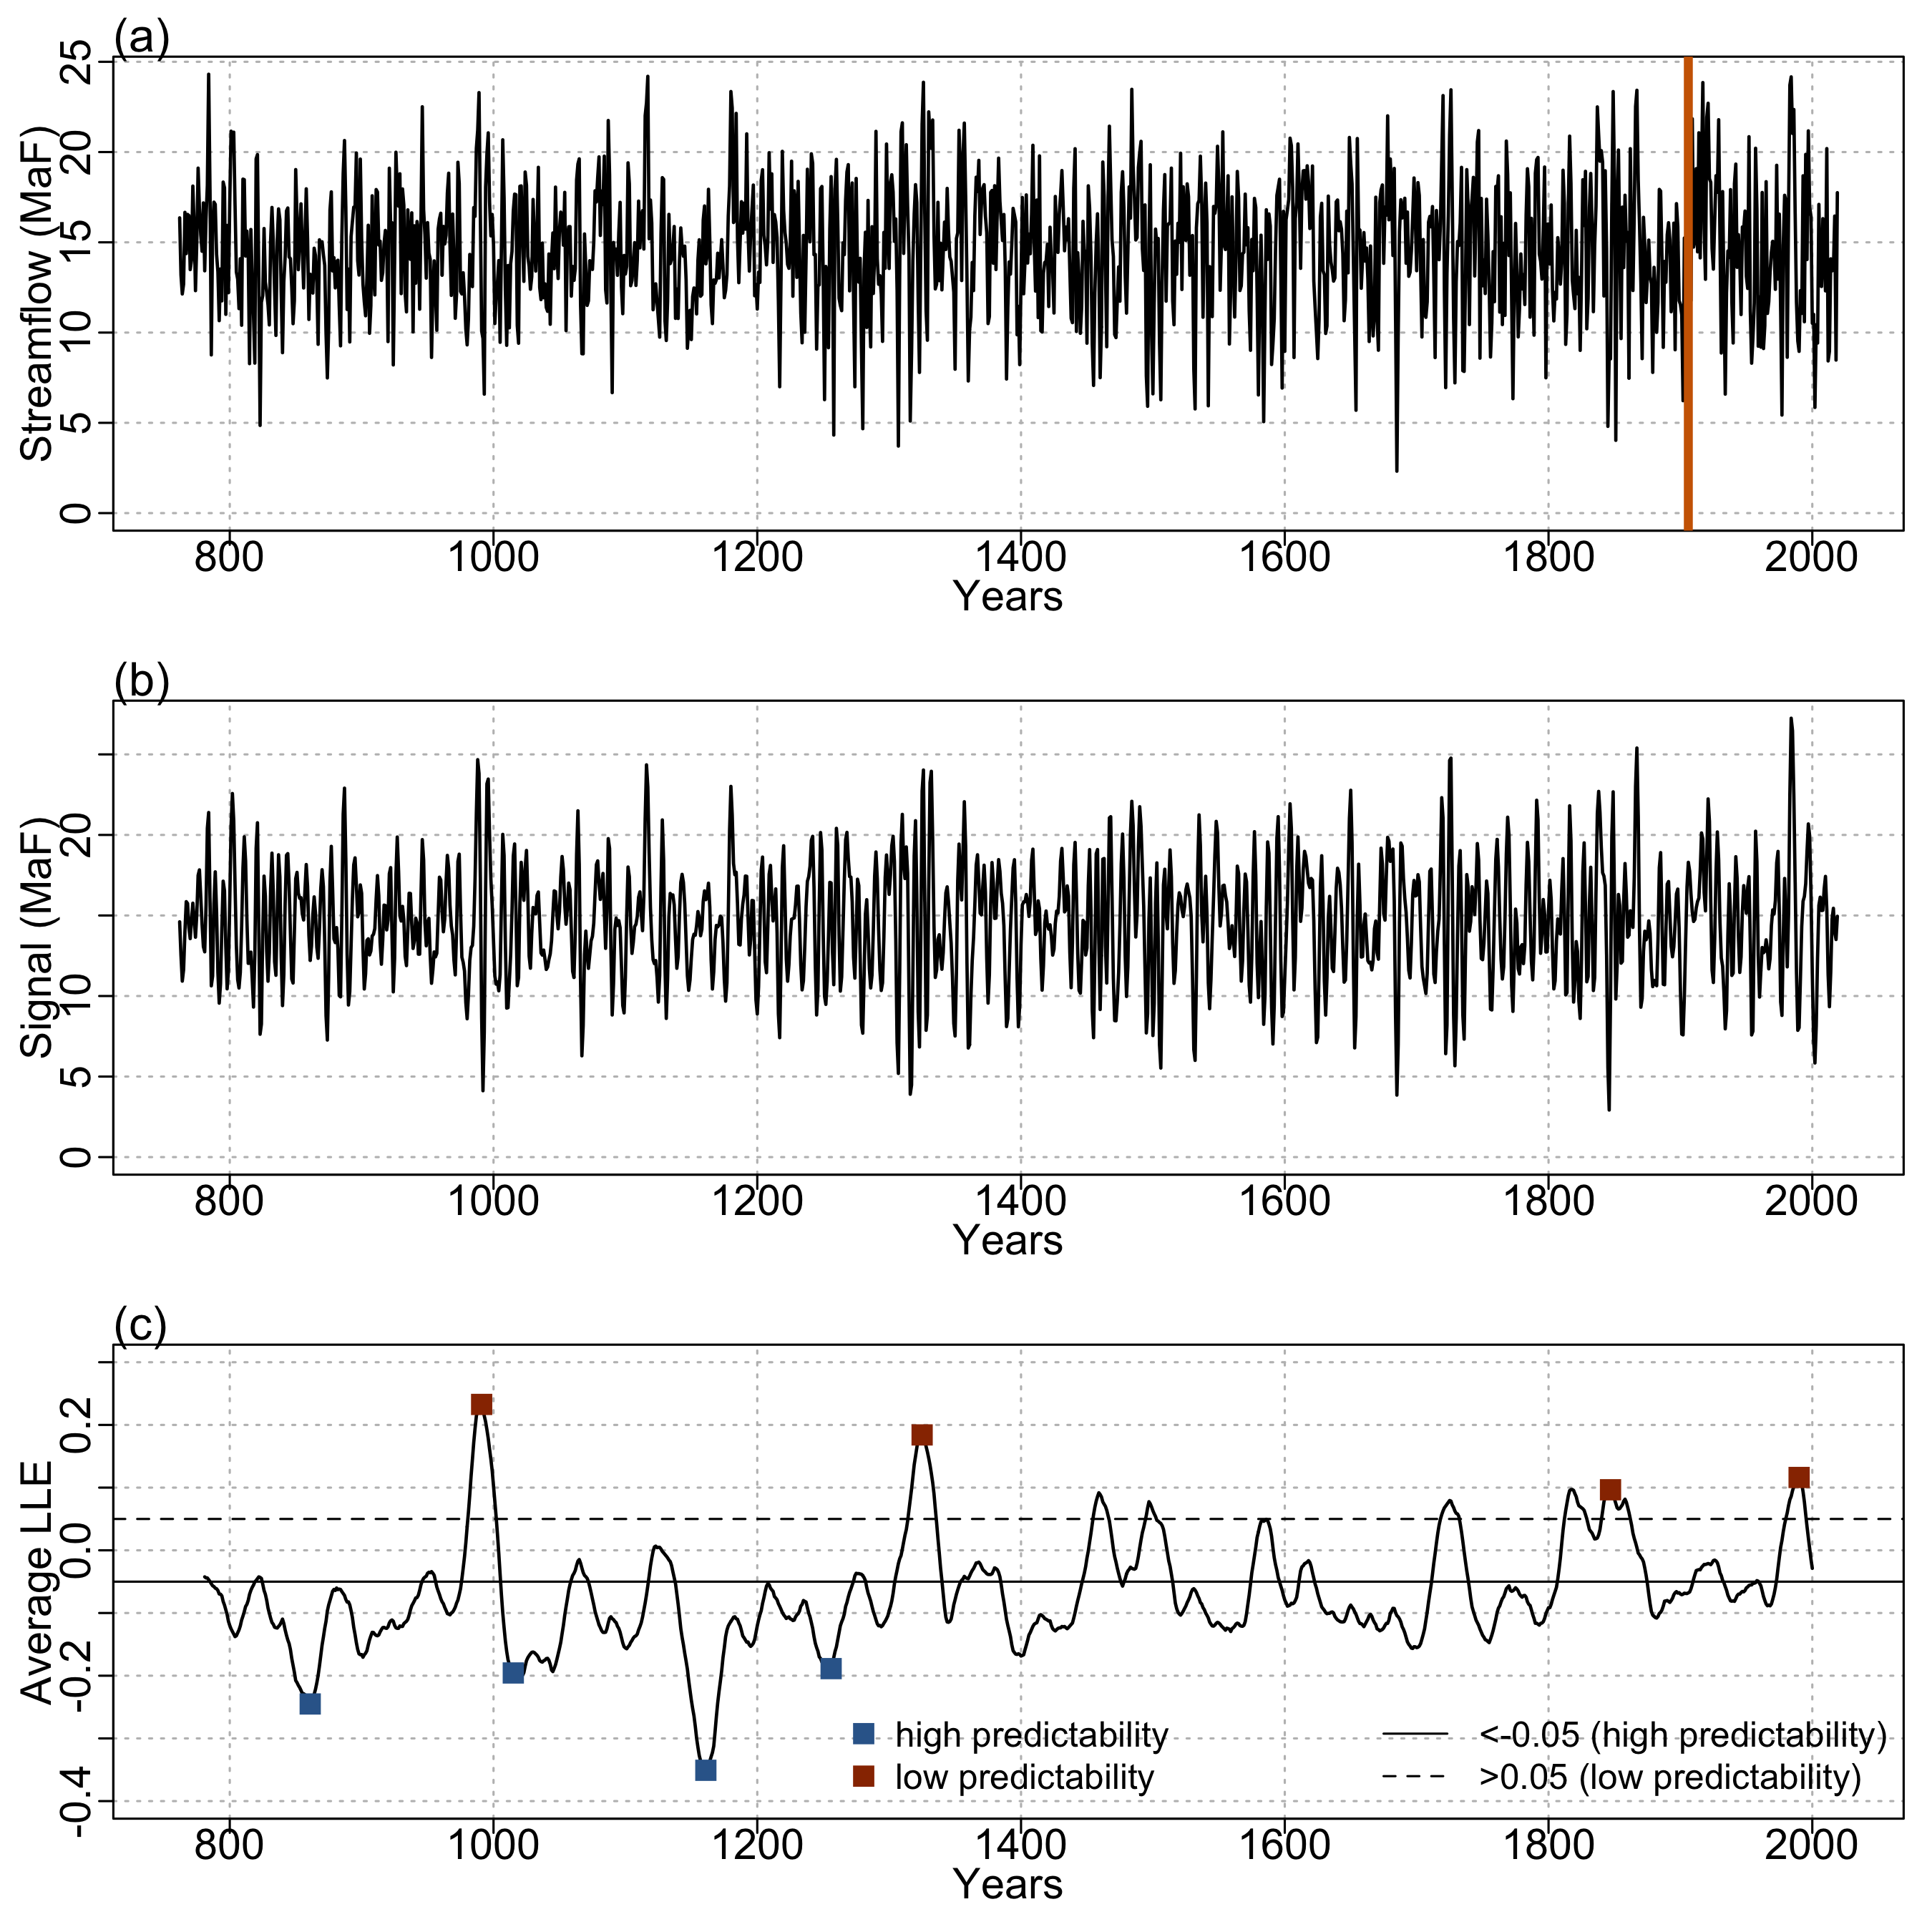 (a)
Streamflow (MaF)
25
20
15
10
5
0
800 1000 1200 1400 1600 1800 2000
Years
(b)
Signal (MaF)
20
10
5
0
800 1000 1200 1400 1600 1800 2000
Years
(c)
Average LLE
0.2
0.0
-0.2
-0.4
high predictability <-0.05 (high predictability)
low predictability >0.05 (low predictability)
800 1000 1200 1400 1600 1800 2000
Years